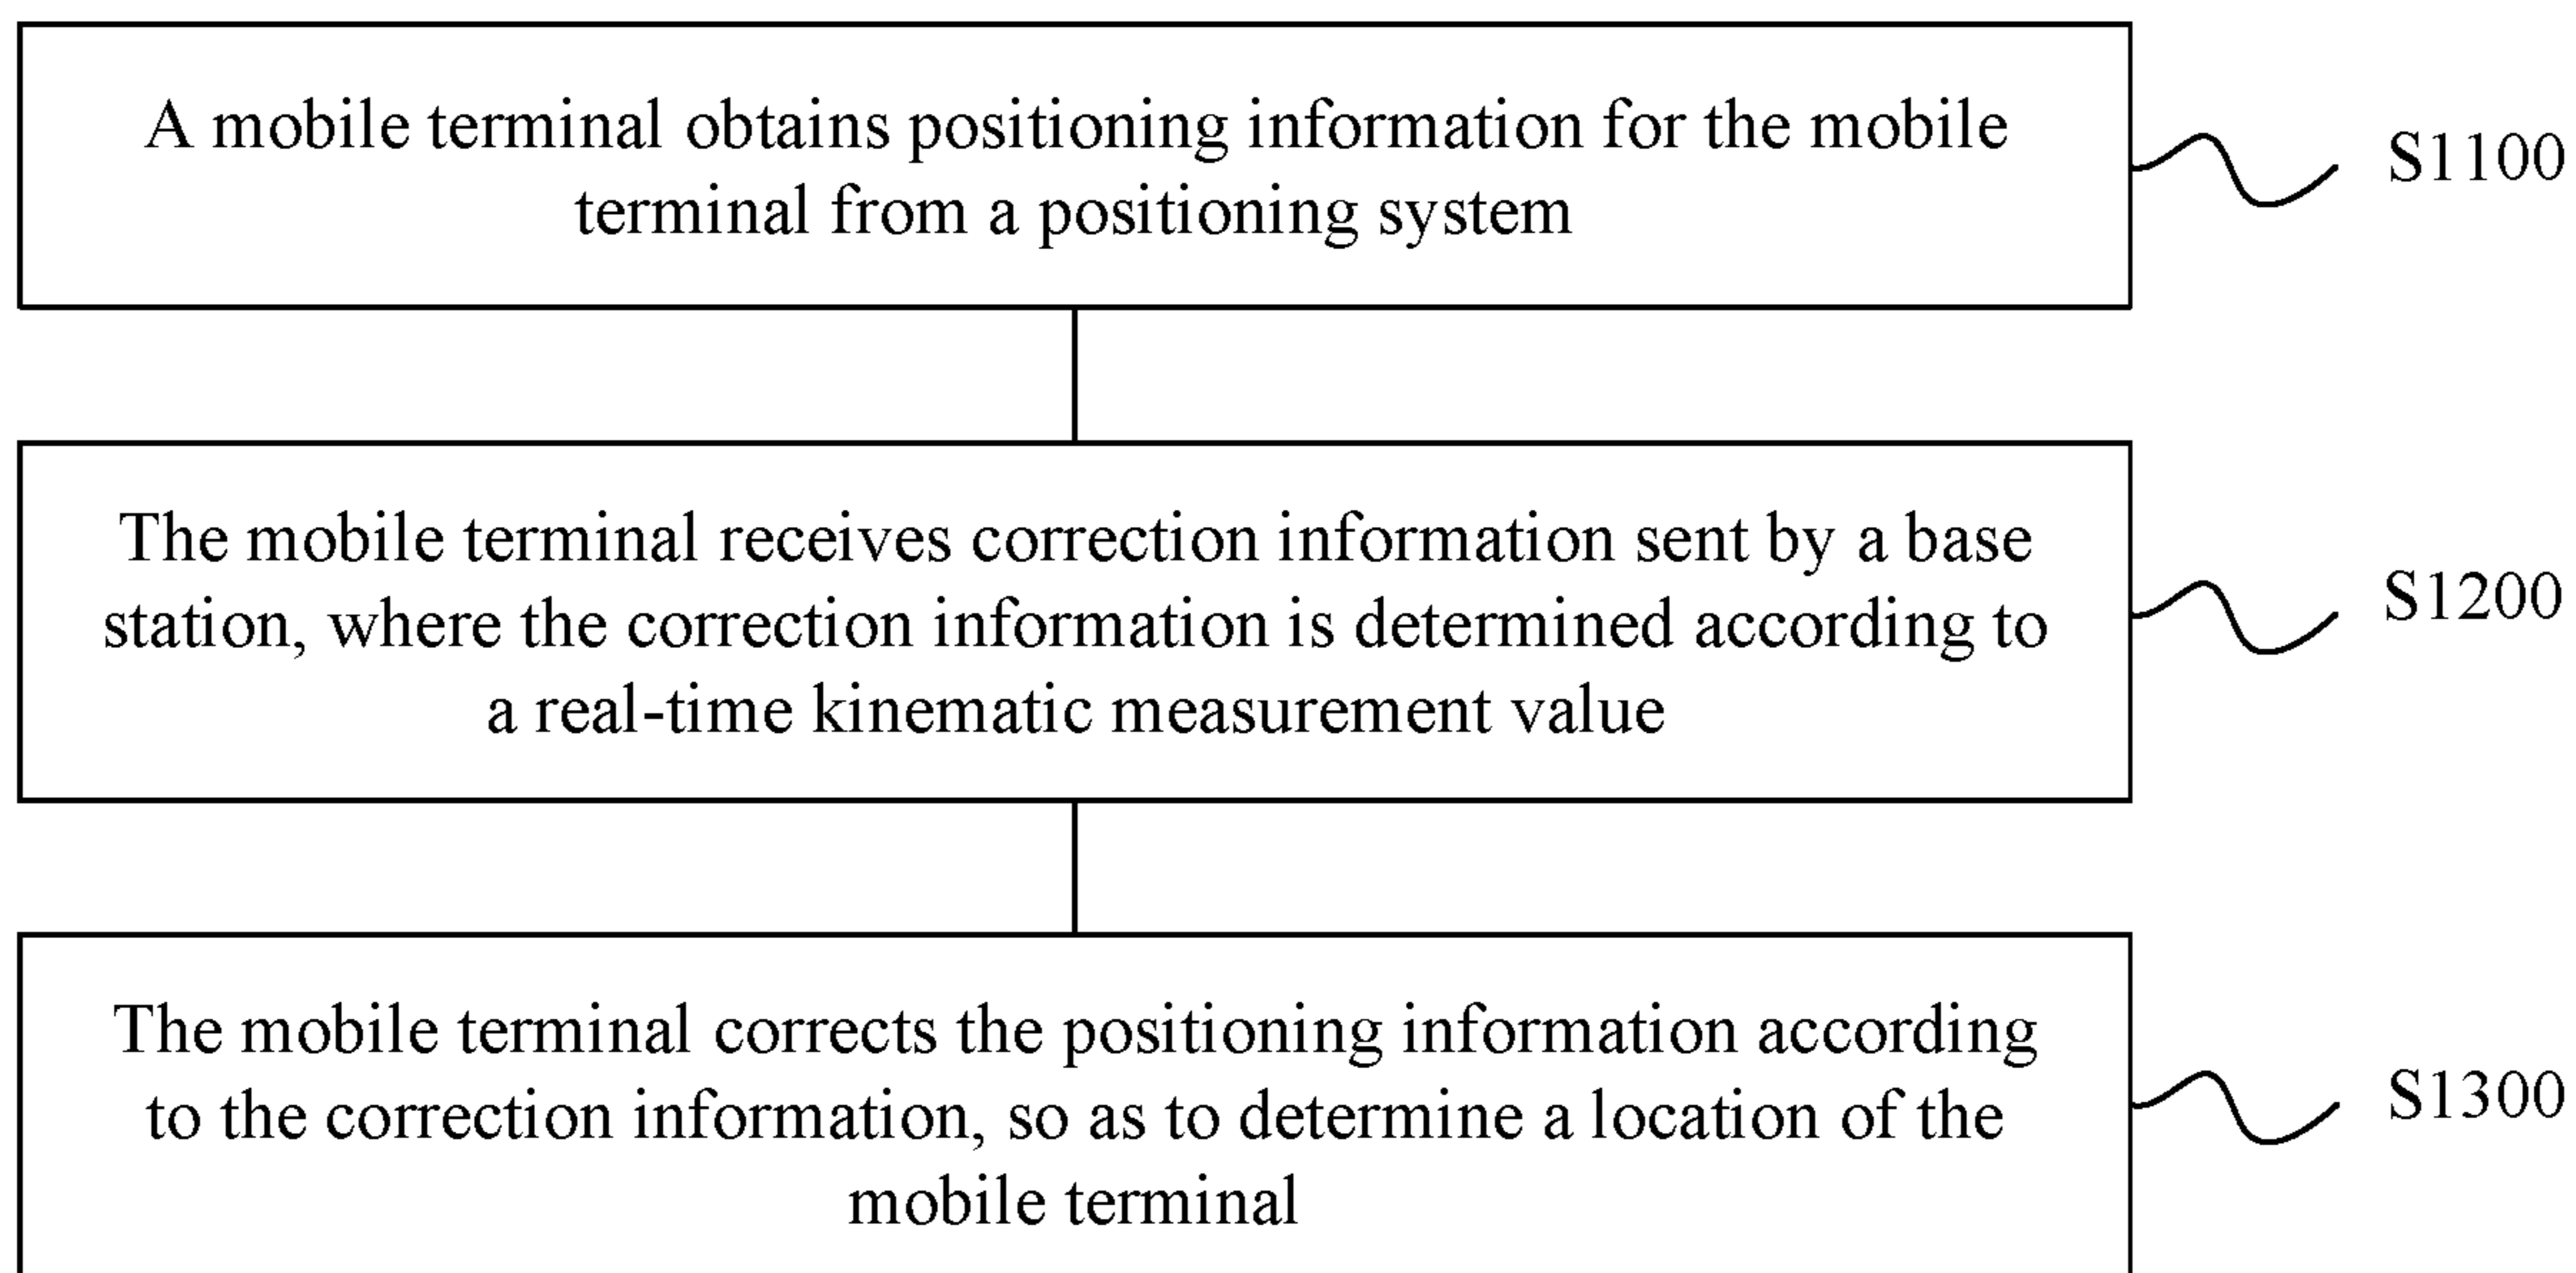 A mobile terminal obtains positioning information for the mobile
terminal from a positioning system
S1100
The mobile terminal receives correction information sent by a base
station, where the correction information is determined according to
a real-time kinematic measurement value
S1200
The mobile terminal corrects the positioning information according
to the correction information, so as to determine a location of the
mobile terminal
S1300